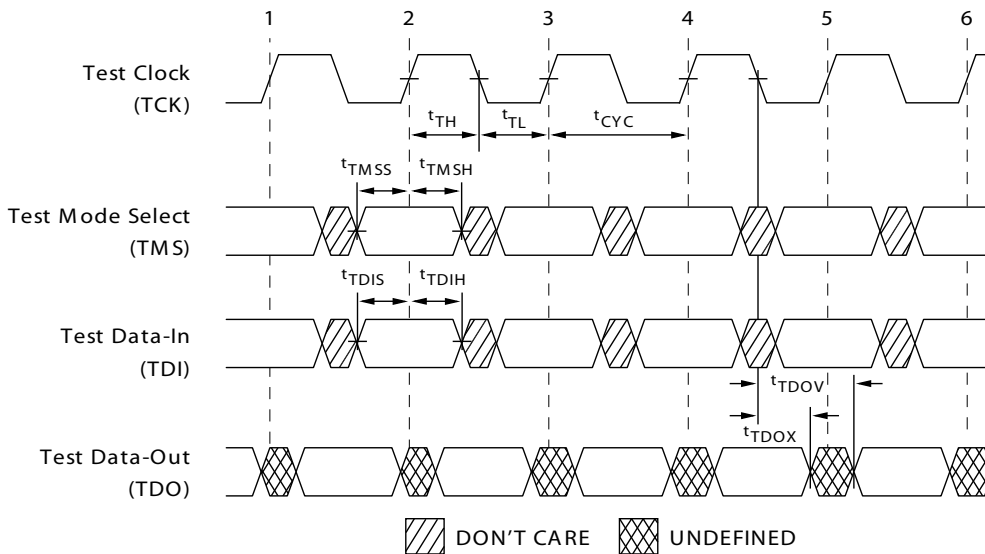 1 2 3 4 5 6
Test Clock
(TCK)
tTH tTL tCYC
tTMSS tTMSH
Test Mode Select
(TMS)
tTDIS tTDIH
Test Data-In
(TDI)
tTDOV
tTDOX
Test Data-Out
(TDO)
DON'T CARE UNDEFINED